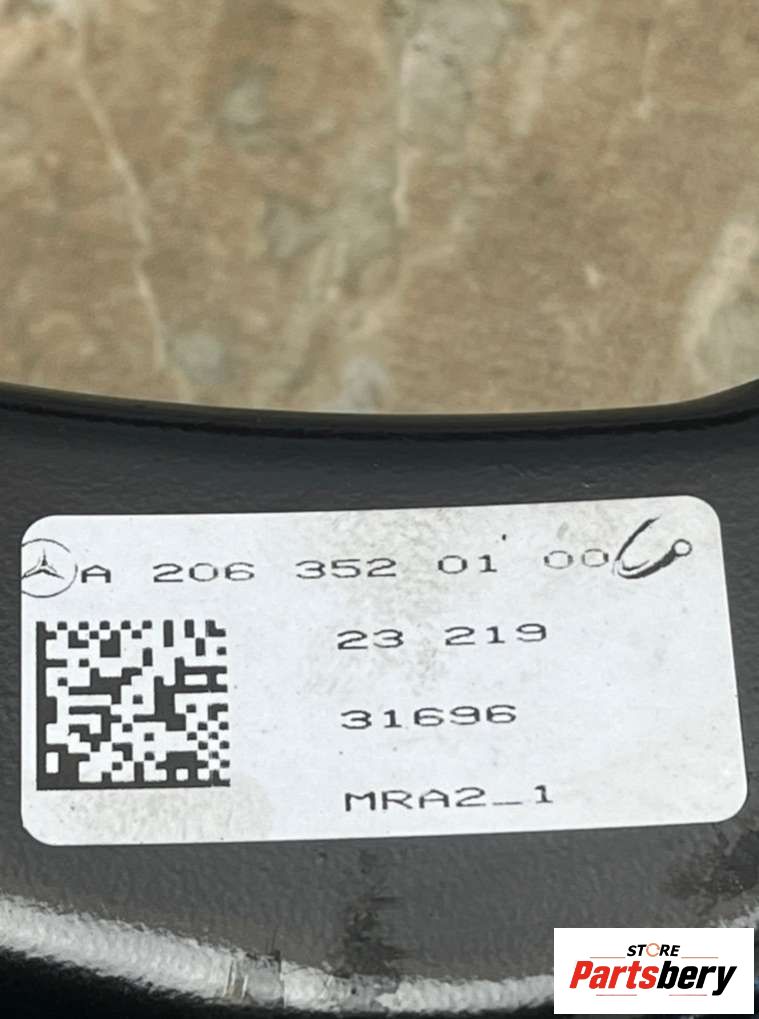 A 206 352 01 00
23 219
31696
MRA2_1
STORE
Partsbery